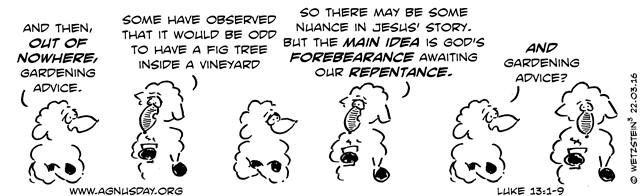 AND THEN,
OUT OF
NOWHERE,
GARDENING
ADVICE.
SOME HAVE OBSERVED
THAT IT WOULD BE ODD
TO HAVE A FIG TREE
INSIDE A VINEYARD
SO THERE MAY BE SOME
NUANCE IN JESUS' STORY.
BUT THE MAIN IDEA IS GOD'S
FOREBEARANCE AWAITING
OUR REPENTANCE.
AND
GARDENING
ADVICE?
© WETZSTEIN³ 22.03.16
WWW.AGNUSDAY.ORG
LUKE 13:1-9